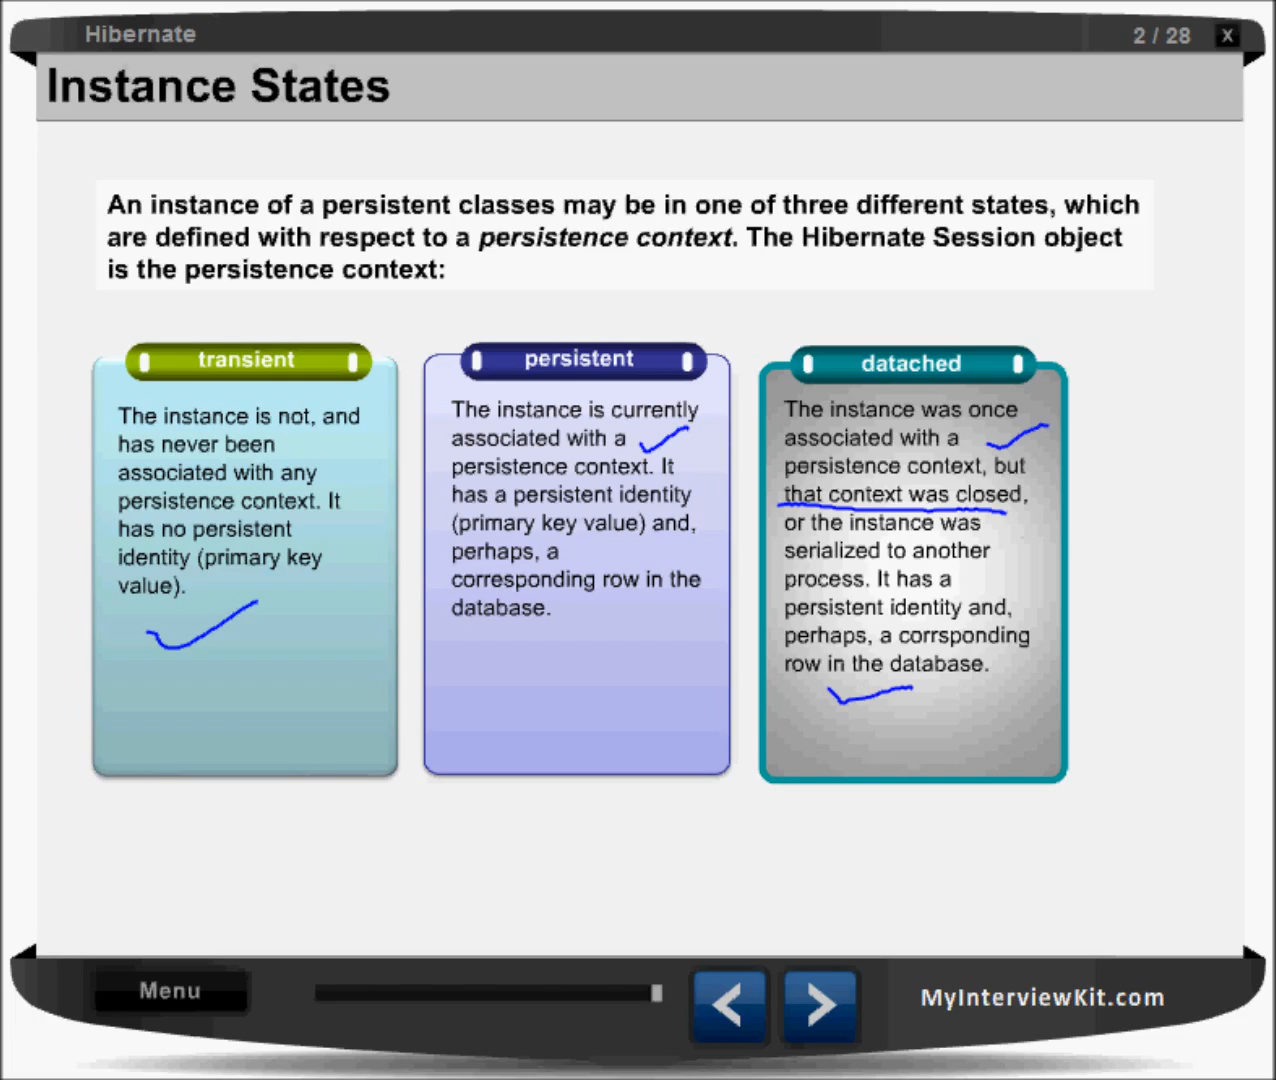 Hibernate
2 / 28
X
Instance States
An instance of a persistent classes may be in one of three different states, which
are defined with respect to a persistence context. The Hibernate Session object
is the persistence context:
transient
The instance is not, and
has never been
associated with any
persistence context. It
has no persistent
identity (primary key
value).
persistent
The instance is currently
associated with a
persistence context. It
has a persistent identity
(primary key value) and,
perhaps, a
corresponding row in the
database.
datached
The instance was once
associated with a
persistence context, but
that context was closed,
or the instance was
serialized to another
process. It has a
persistent identity and,
perhaps, a corrsponding
row in the database.
Menu
MyInterviewKit.com